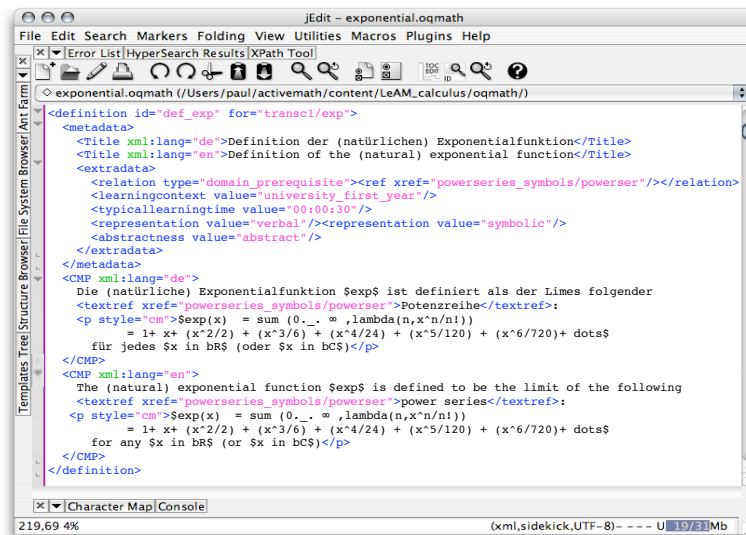 jEdit - exponential.oqmath
File Edit Search Markers Folding View Utilities Macros Plugins Help
Error List HyperSearch Results XPath Tool
TOC EDIT ID
exponential.oqmath (/Users/paul/activemath/content/LeAM_calculus/oqmath/)
Templates Tree Structure Browser File System Browser Ant Farm
<definition id="def_exp" for="transc1/exp">
<metadata>
<Title xml:lang="de">Definition der (natürlichen) Exponentialfunktion</Title>
<Title xml:lang="en">Definition of the (natural) exponential function</Title>
<extradata>
<relation type="domain_prerequisite"><ref xref="powerseries_symbols/powerser"/></relation>
<learningcontext value="university_first_year"/>
<typicallearningtime value="00:00:30"/>
<representation value="verbal"/><representation value="symbolic"/>
<abstractness value="abstract"/>
</extradata>
</metadata>
<CMP xml:lang="de">
Die (natürliche) Exponentialfunktion $exp$ ist definiert als der Limes folgender
<textref xref="powerseries_symbols/powerser">Potenzreihe</textref>:
<p style="cm">$exp(x) = sum (0._. ∞ ,lambda(n,x^n/n!))
= 1+ x+ (x^2/2) + (x^3/6) + (x^4/24) + (x^5/120) + (x^6/720)+ dots$
für jedes $x in bR$ (oder $x in bC$)</p>
</CMP>
<CMP xml:lang="en">
The (natural) exponential function $exp$ is defined to be the limit of the following
<textref xref="powerseries_symbols/powerser">power series</textref>:
<p style="cm">$exp(x) = sum (0._. ∞ ,lambda(n,x^n/n!))
= 1+ x+ (x^2/2) + (x^3/6) + (x^4/24) + (x^5/120) + (x^6/720)+ dots$
for any $x in bR$ (or $x in bC$)</p>
</CMP>
</definition>
Character Map Console
219,69 4% (xml,sidekick,UTF-8)- - - - U 19/31Mb